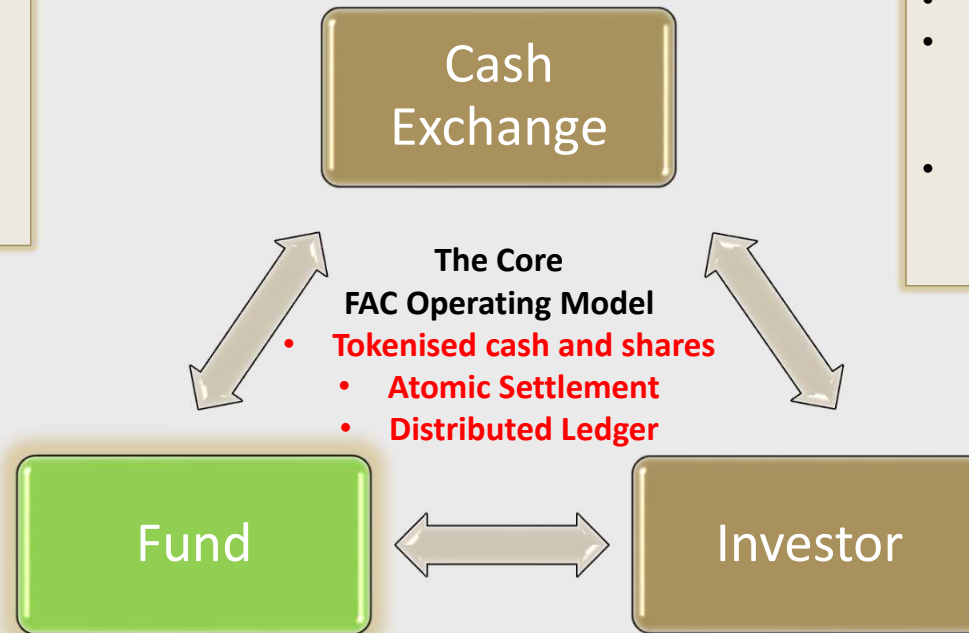 Cash
Exchange
The Core
FAC Operating Model
• Tokenised cash and shares
• Atomic Settlement
• Distributed Ledger
Fund
Investor